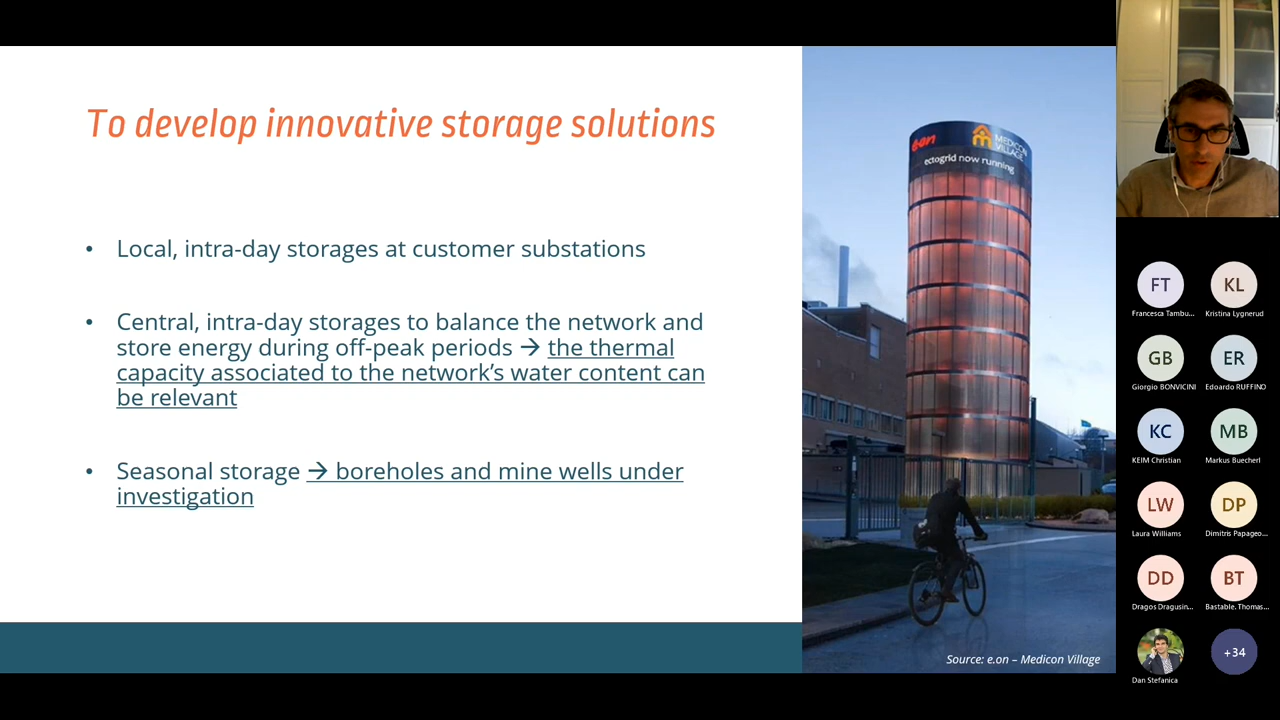 To develop innovative storage solutions
• Local, intra-day storages at customer substations
• Central, intra-day storages to balance the network and
store energy during off-peak periods → the thermal
capacity associated to the network's water content can
be relevant
• Seasonal storage → boreholes and mine wells under
investigation
e.on
MEDICON
VILLAGE
ectogrid now running
Source: e.on – Medicon Village
FT
KL
Francesca Tambu...
Kristina Lygnerud
GB
ER
Giorgio BONVICINI
Edoardo RUFFINO
KC
MB
KEIM Christian
Markus Buecherl
LW
DP
Laura Williams
Dimitris Papageo...
DD
BT
Dragos Dragusin...
Bastable, Thomas...
+34
Dan Stefanica